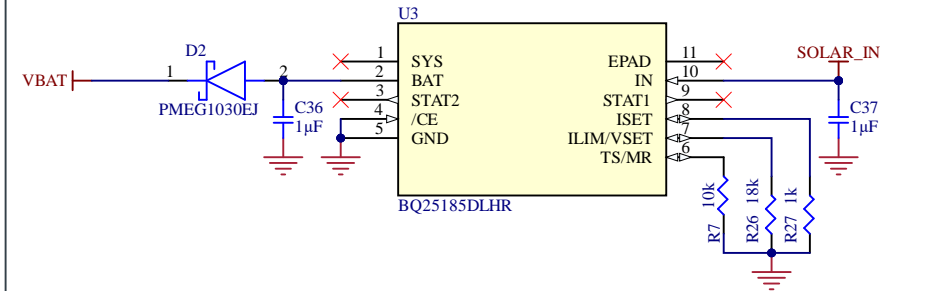 U3
D2
VBAT
1
2
PMEG1030EJ
C36
1µF
1
2
3
4
5
SYS
BAT
STAT2
/CE
GND
EPAD
IN
STAT1
ISET
ILIM/VSET
TS/MR
11
10
9
8
7
6
BQ25185DLHR
SOLAR_IN
C37
1µF
R7 10k
R26 18k
R27 1k